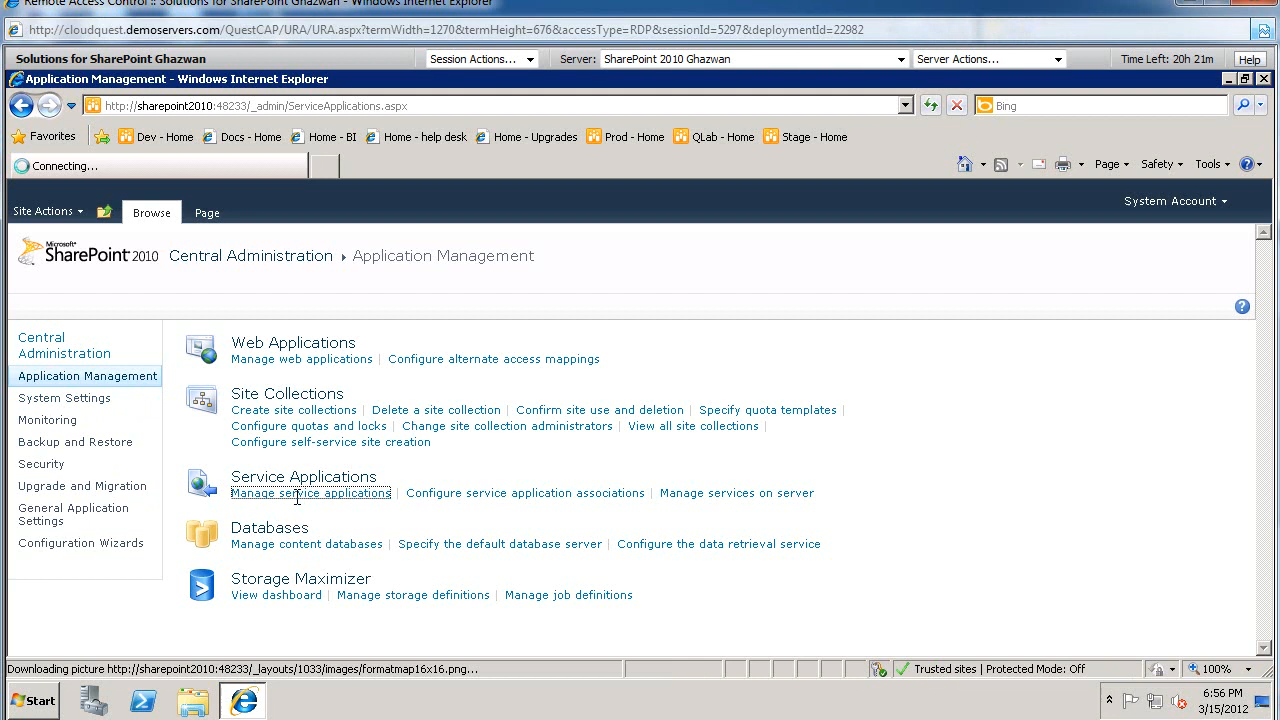 Remote Access Control :: Solutions for SharePoint Ghazwan - Windows Internet Explorer
http://cloudquest.demoservers.com/QuestCAP/URA/URA.aspx?termWidth=1270&termHeight=676&accessType=RDP&sessionId=5297&deploymentId=22982
Solutions for SharePoint Ghazwan Session Actions... Server: SharePoint 2010 Ghazwan Server Actions... Time Left: 20h 21m Help
Application Management - Windows Internet Explorer
http://sharepoint2010:48233/_admin/ServiceApplications.aspx Bing
Favorites Dev - Home Docs - Home Home - BI Home - help desk Home - Upgrades Prod - Home QLab - Home Stage - Home
Connecting... Page Safety Tools
Site Actions Browse Page System Account
Microsoft SharePoint 2010 Central Administration Application Management
Central Administration
Application Management
System Settings
Monitoring
Backup and Restore
Security
Upgrade and Migration
General Application Settings
Configuration Wizards
Web Applications
Manage web applications | Configure alternate access mappings
Site Collections
Create site collections | Delete a site collection | Confirm site use and deletion | Specify quota templates |
Configure quotas and locks | Change site collection administrators | View all site collections |
Configure self-service site creation
Service Applications
Manage service applications | Configure service application associations | Manage services on server
Databases
Manage content databases | Specify the default database server | Configure the data retrieval service
Storage Maximizer
View dashboard | Manage storage definitions | Manage job definitions
Downloading picture http://sharepoint2010:48233/_layouts/1033/images/formatmap16x16.png... Trusted sites | Protected Mode: Off 100%
Start 6:56 PM
3/15/2012